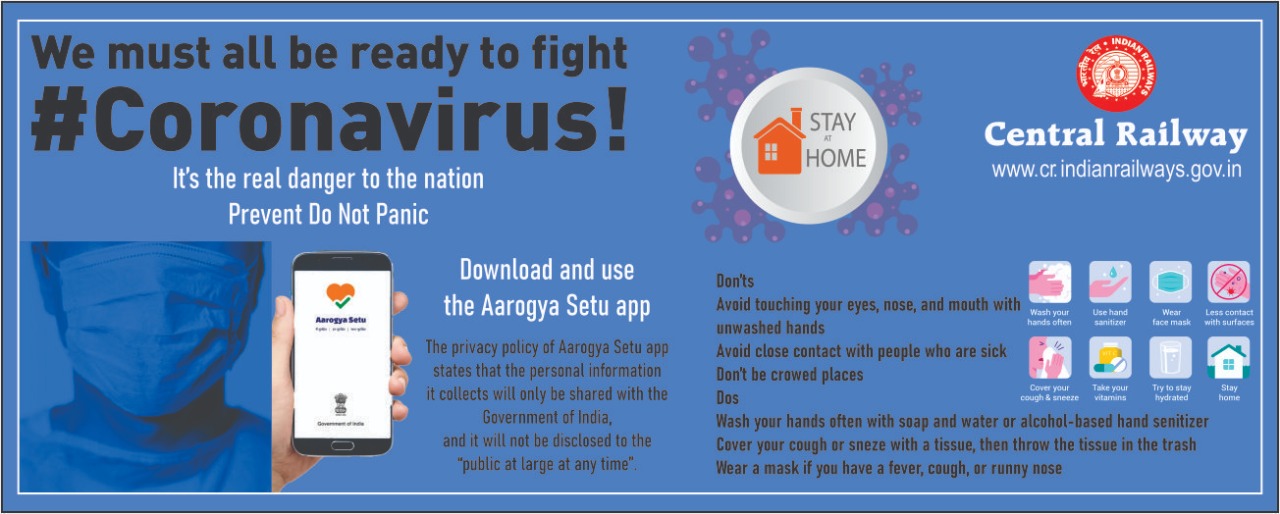 We must all be ready to fight
#Coronavirus!
It's the real danger to the nation
Prevent Do Not Panic
Aarogya Setu
Government of India
Download and use
the Aarogya Setu app
The privacy policy of Aarogya Setu app
states that the personal information
it collects will only be shared with the
Government of India,
and it will not be disclosed to the
“public at large at any time”.
STAY
AT
HOME
भारतीय रेल • INDIAN RAILWAYS
Central Railway
www.cr.indianrailways.gov.in
Don'ts
Avoid touching your eyes, nose, and mouth with
unwashed hands
Avoid close contact with people who are sick
Don't be crowed places
Dos
Wash your hands often with soap and water or alcohol-based hand senitizer
Cover your cough or sneze with a tissue, then throw the tissue in the trash
Wear a mask if you have a fever, cough, or runny nose
Wash your
hands often
Use hand
sanitizer
Wear
face mask
Less contact
with surfaces
Cover your
cough & sneeze
Take your
vitamins
Try to stay
hydrated
Stay
home